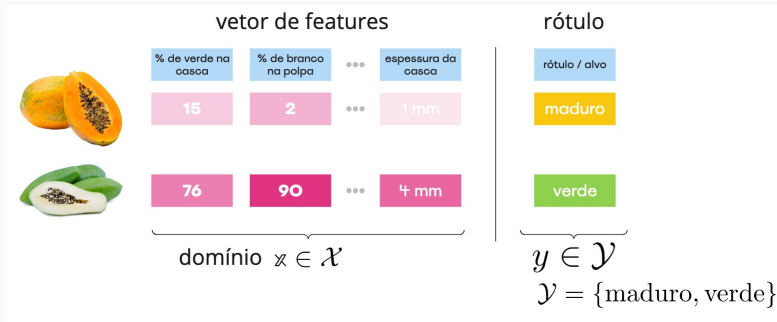 vetor de features
rótulo
% de verde na casca
% de branco na polpa
•••
espessura da casca
rótulo / alvo
15
2
•••
1 mm
maduro
76
90
•••
4 mm
verde
domínio 𝕩 ∈ 𝒳
y ∈ 𝒴
𝒴 = {maduro, verde}